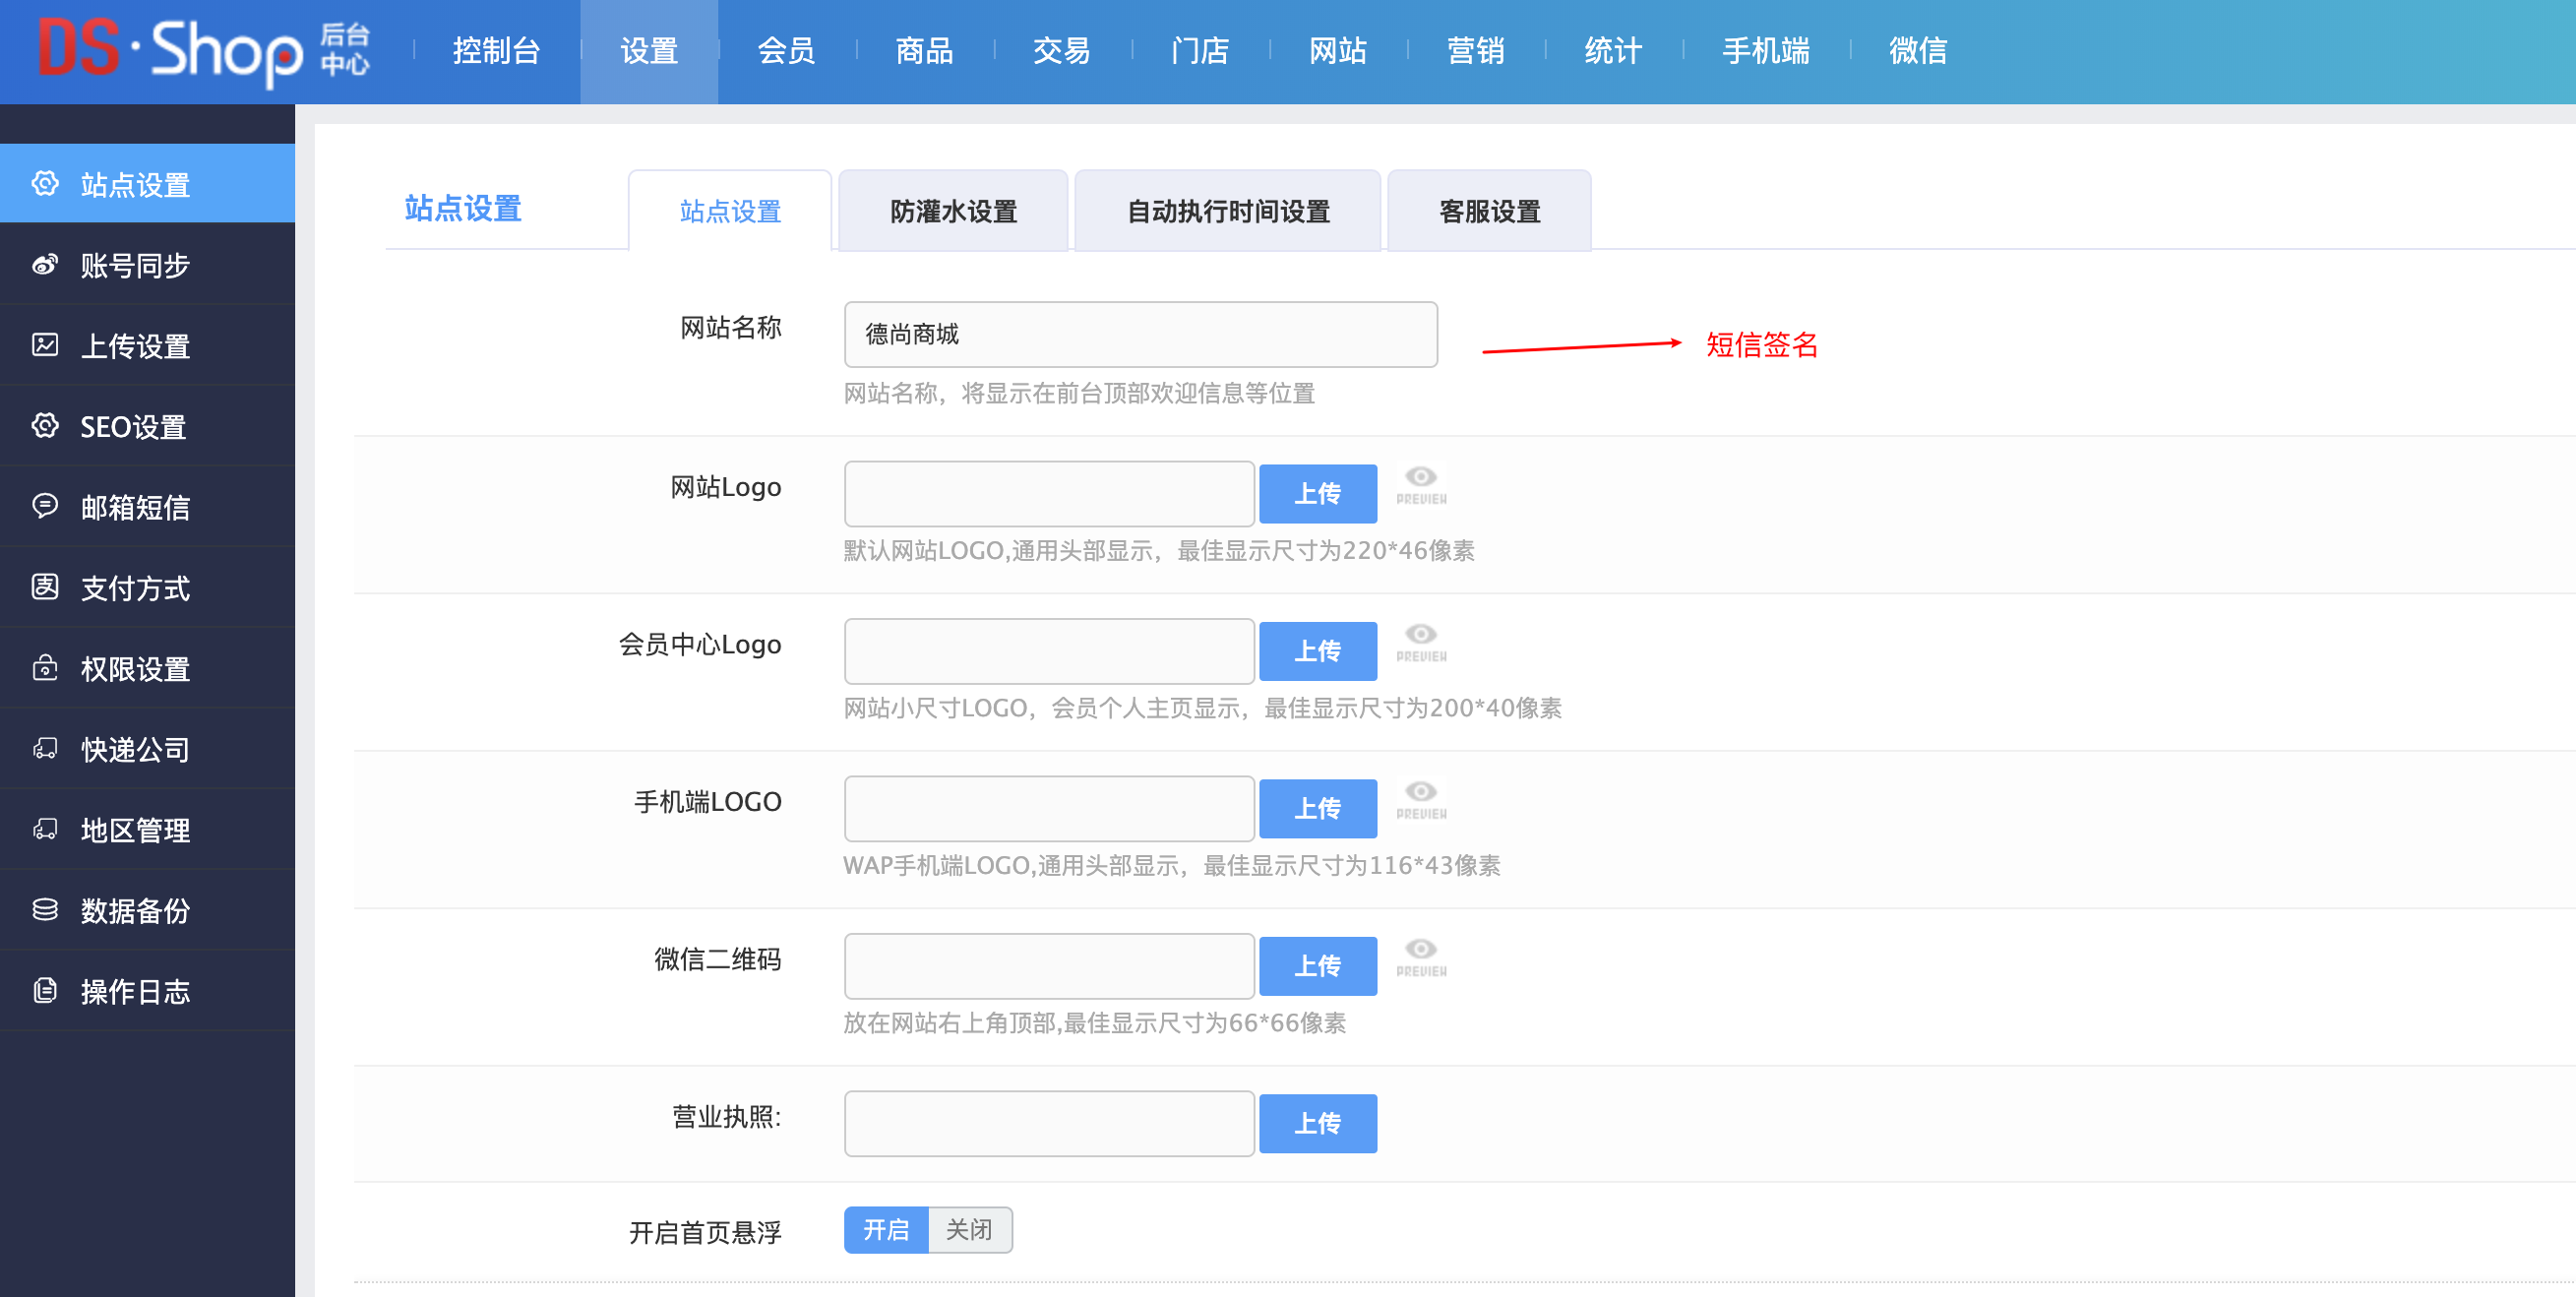 DS·Shop 后台中心
控制台 设置 会员 商品 交易 门店 网站 营销 统计 手机端 微信
站点设置
账号同步
上传设置
SEO设置
邮箱短信
支付方式
权限设置
快递公司
地区管理
数据备份
操作日志
站点设置 站点设置 防灌水设置 自动执行时间设置 客服设置
网站名称 德尚商城 短信签名
网站名称，将显示在前台顶部欢迎信息等位置
网站Logo 上传 PREVIEW
默认网站LOGO,通用头部显示，最佳显示尺寸为220*46像素
会员中心Logo 上传 PREVIEW
网站小尺寸LOGO，会员个人主页显示，最佳显示尺寸为200*40像素
手机端LOGO 上传 PREVIEW
WAP手机端LOGO,通用头部显示，最佳显示尺寸为116*43像素
微信二维码 上传 PREVIEW
放在网站右上角顶部,最佳显示尺寸为66*66像素
营业执照: 上传
开启首页悬浮 开启 关闭